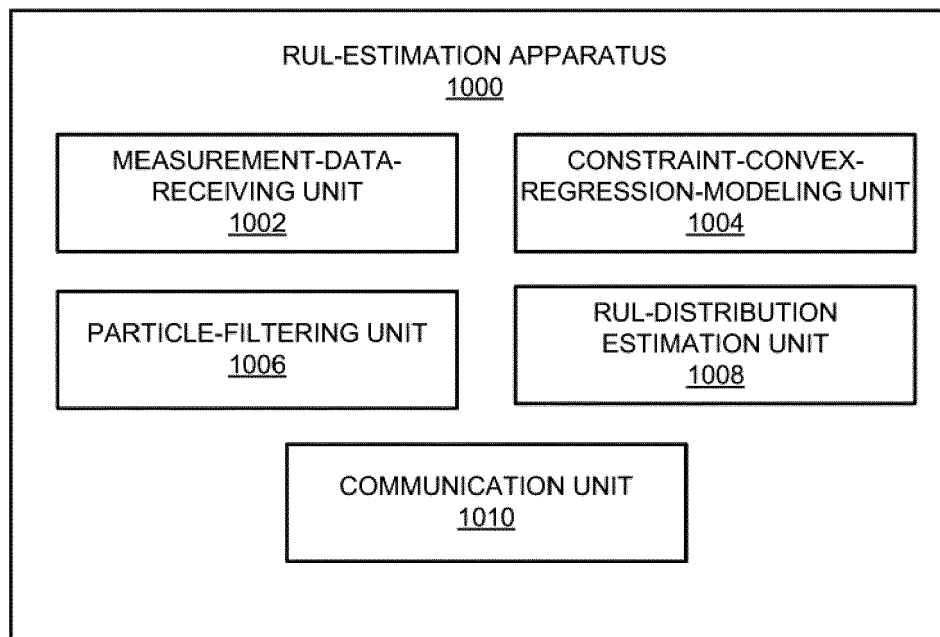 RUL-ESTIMATION APPARATUS
1000
MEASUREMENT-DATA-
RECEIVING UNIT
1002
CONSTRAINT-CONVEX-
REGRESSION-MODELING UNIT
1004
PARTICLE-FILTERING UNIT
1006
RUL-DISTRIBUTION
ESTIMATION UNIT
1008
COMMUNICATION UNIT
1010